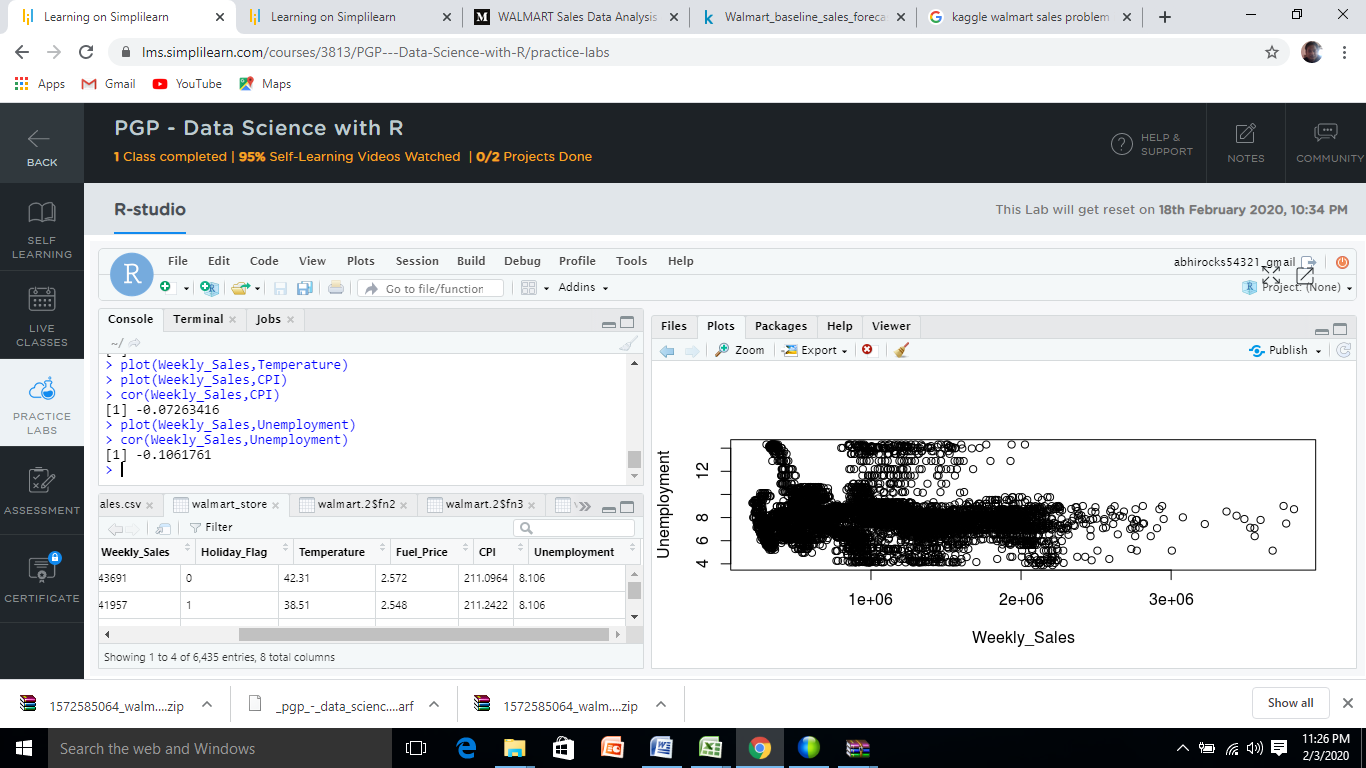 Learning on Simplilearn
Learning on Simplilearn
WALMART Sales Data Analysis
Walmart_baseline_sales_foreca
kaggle walmart sales problem
lms.simplilearn.com/courses/3813/PGP---Data-Science-with-R/practice-labs
Apps
Gmail
YouTube
Maps
BACK
PGP - Data Science with R
1 Class completed | 95% Self-Learning Videos Watched | 0/2 Projects Done
HELP &
SUPPORT
NOTES
COMMUNITY
SELF
LEARNING
LIVE
CLASSES
PRACTICE
LABS
ASSESSMENT
CERTIFICATE
R-studio
This Lab will get reset on 18th February 2020, 10:34 PM
R
File Edit Code View Plots Session Build Debug Profile Tools Help
abhirocks54321_gmail
Go to file/function
Addins
Project: (None)
Console Terminal Jobs
~/
> plot(Weekly_Sales,Temperature)
> plot(Weekly_Sales,CPI)
> cor(Weekly_Sales,CPI)
[1] -0.07263416
> plot(Weekly_Sales,Unemployment)
> cor(Weekly_Sales,Unemployment)
[1] -0.1061761
>
ales.csv walmart_store walmart.2$fn2 walmart.2$fn3
Filter
Weekly_Sales Holiday_Flag Temperature Fuel_Price CPI Unemployment
43691 0 42.31 2.572 211.0964 8.106
41957 1 38.51 2.548 211.2422 8.106
Showing 1 to 4 of 6,435 entries, 8 total columns
Files Plots Packages Help Viewer
Zoom Export Publish
Unemployment
12
8
6
4
1e+06 2e+06 3e+06
Weekly_Sales
1572585064_walm....zip
_pgp_-_data_scienc....arf
1572585064_walm....zip
Show all
Search the web and Windows
11:26 PM
2/3/2020